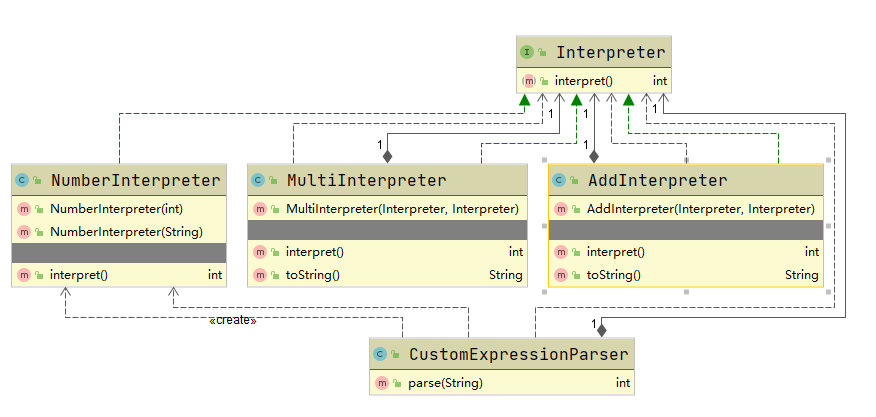 I Interpreter
m interpret() int
1 1 1
1 1
C NumberInterpreter
m NumberInterpreter(int)
m NumberInterpreter(String)
m interpret() int
C MultiInterpreter
m MultiInterpreter(Interpreter, Interpreter)
m interpret() int
m toString() String
C AddInterpreter
m AddInterpreter(Interpreter, Interpreter)
m interpret() int
m toString() String
«create»
1
C CustomExpressionParser
m parse(String) int